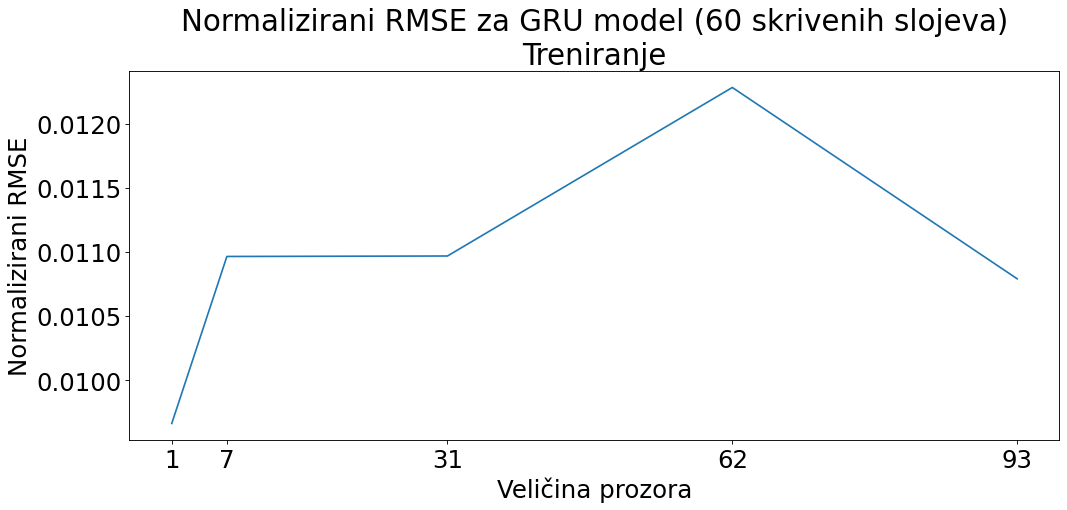 Normalizirani RMSE za GRU model (60 skrivenih slojeva)
Treniranje
Normalizirani RMSE
0.0120
0.0115
0.0110
0.0105
0.0100
1 7 31 62 93
Veličina prozora